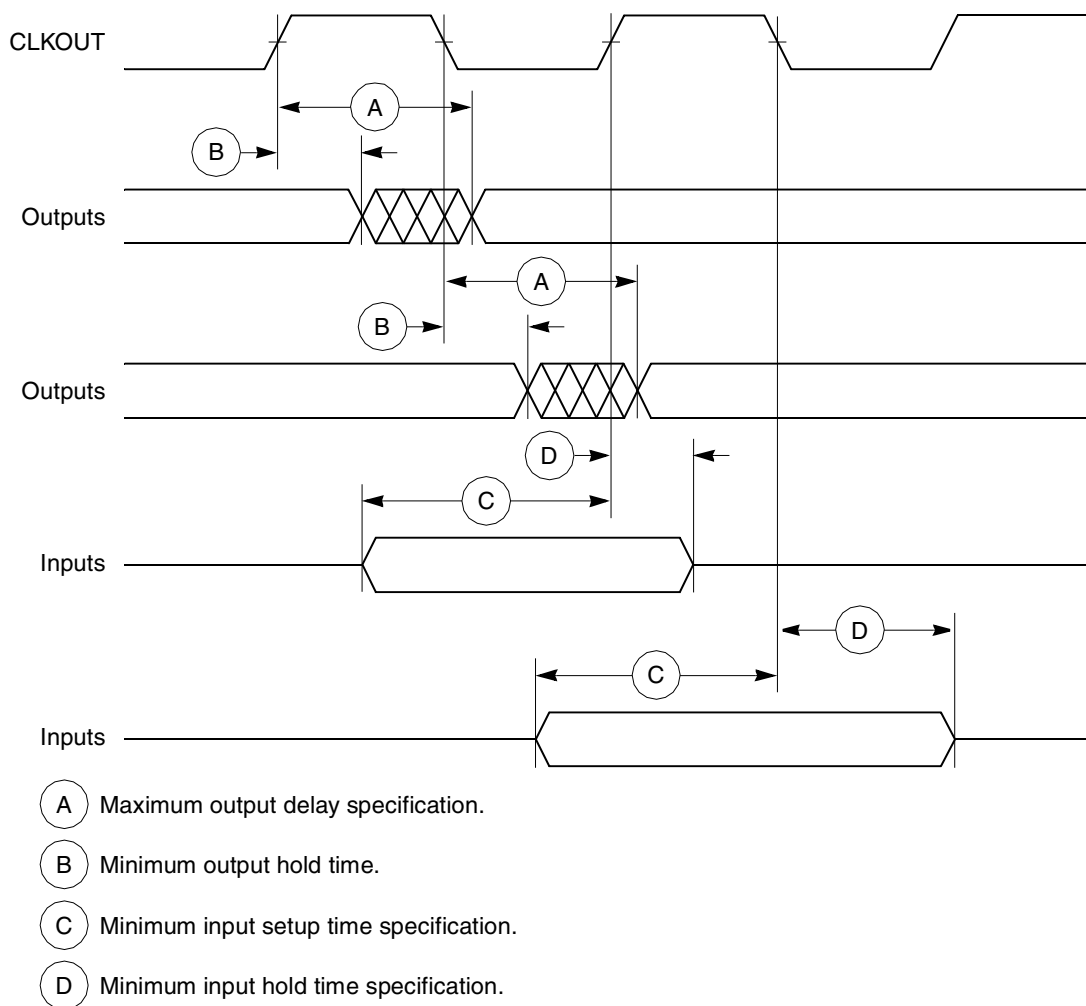 CLKOUT
A
B
Outputs
A
B
Outputs
D
C
Inputs
D
C
Inputs
A Maximum output delay specification.
B Minimum output hold time.
C Minimum input setup time specification.
D Minimum input hold time specification.